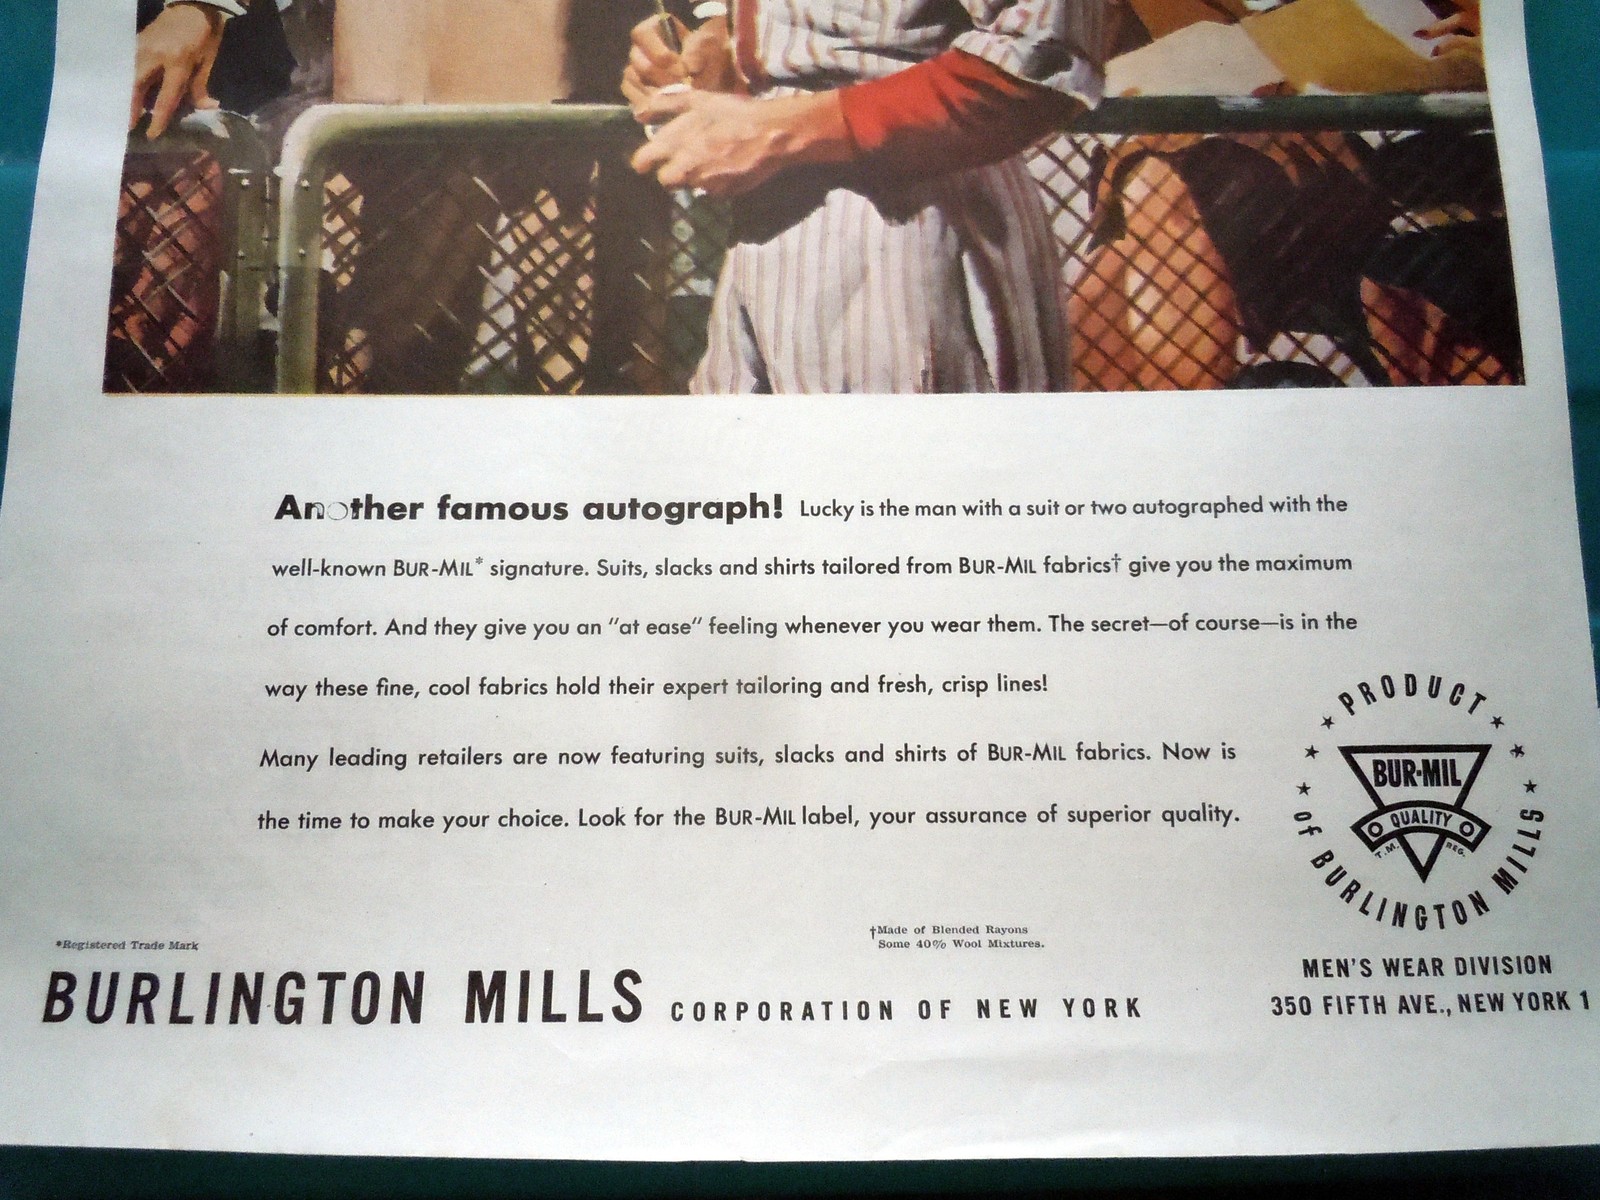 Another famous autograph! Lucky is the man with a suit or two autographed with the
well-known BUR-MIL* signature. Suits, slacks and shirts tailored from BUR-MIL fabrics† give you the maximum
of comfort. And they give you an "at ease" feeling whenever you wear them. The secret—of course—is in the
way these fine, cool fabrics hold their expert tailoring and fresh, crisp lines!
Many leading retailers are now featuring suits, slacks and shirts of BUR-MIL fabrics. Now is
the time to make your choice. Look for the BUR-MIL label, your assurance of superior quality.
PRODUCT
of BURLINGTON MILLS
BUR-MIL
QUALITY
T.M. REG.
*Registered Trade Mark
†Made of Blended Rayons
Some 40% Wool Mixtures.
BURLINGTON MILLS CORPORATION OF NEW YORK
MEN'S WEAR DIVISION
350 FIFTH AVE., NEW YORK 1